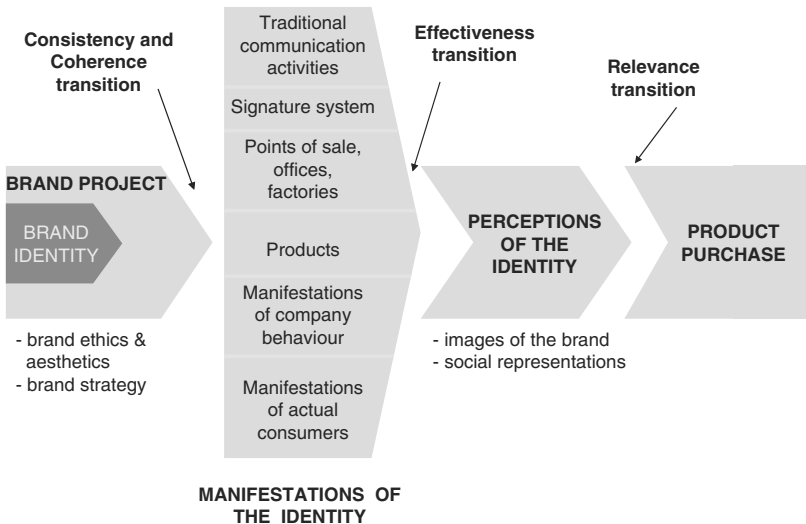 Consistency and
Coherence
transition
Traditional
communication
activities
Signature system
Points of sale,
offices,
factories
Products
Manifestations
of company
behaviour
Manifestations
of actual
consumers
MANIFESTATIONS OF
THE IDENTITY
Effectiveness
transition
Relevance
transition
BRAND PROJECT
BRAND
IDENTITY
- brand ethics &
aesthetics
- brand strategy
PERCEPTIONS
OF THE
IDENTITY
- images of the brand
- social representations
PRODUCT
PURCHASE